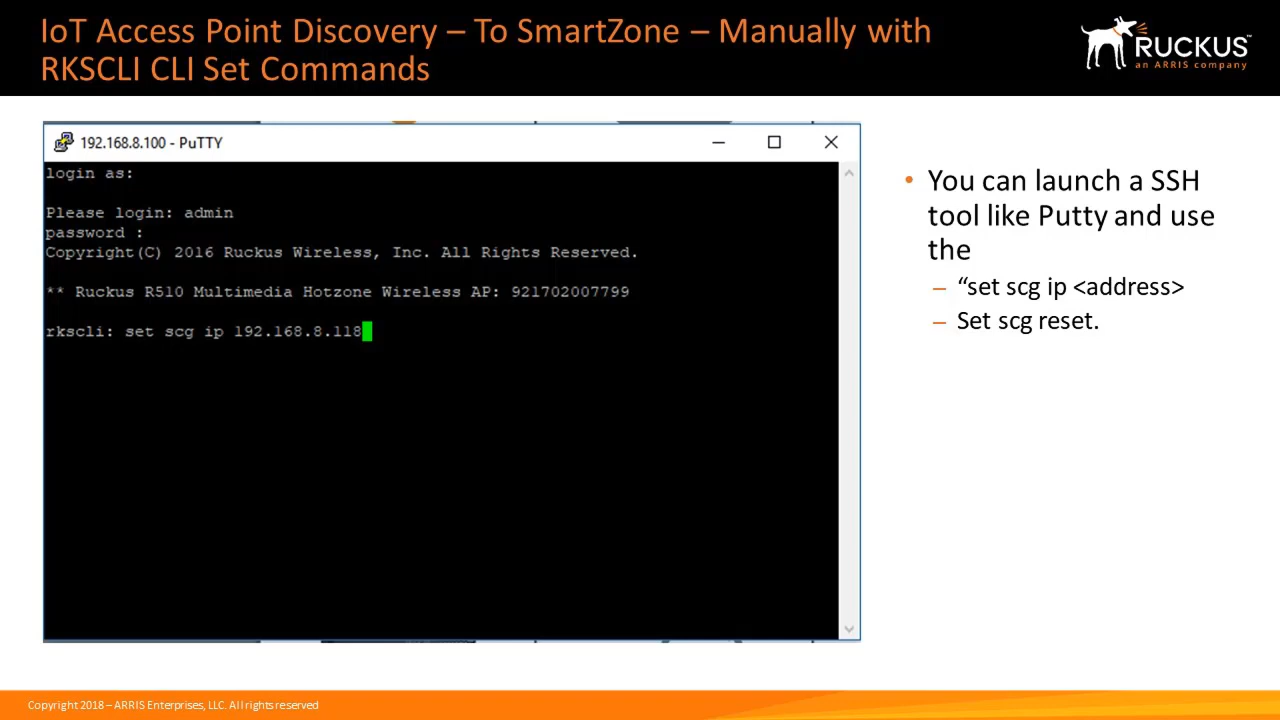 IoT Access Point Discovery – To SmartZone – Manually with
RKSCLI CLI Set Commands
RUCKUS™
an ARRIS company
192.168.8.100 - PuTTY
login as:
Please login: admin
password :
Copyright(C) 2016 Ruckus Wireless, Inc. All Rights Reserved.
** Ruckus R510 Multimedia Hotzone Wireless AP: 921702007799
rkscli: set scg ip 192.168.8.118
• You can launch a SSH
tool like Putty and use
the
– “set scg ip <address>
– Set scg reset.
Copyright 2018 – ARRIS Enterprises, LLC. All rights reserved